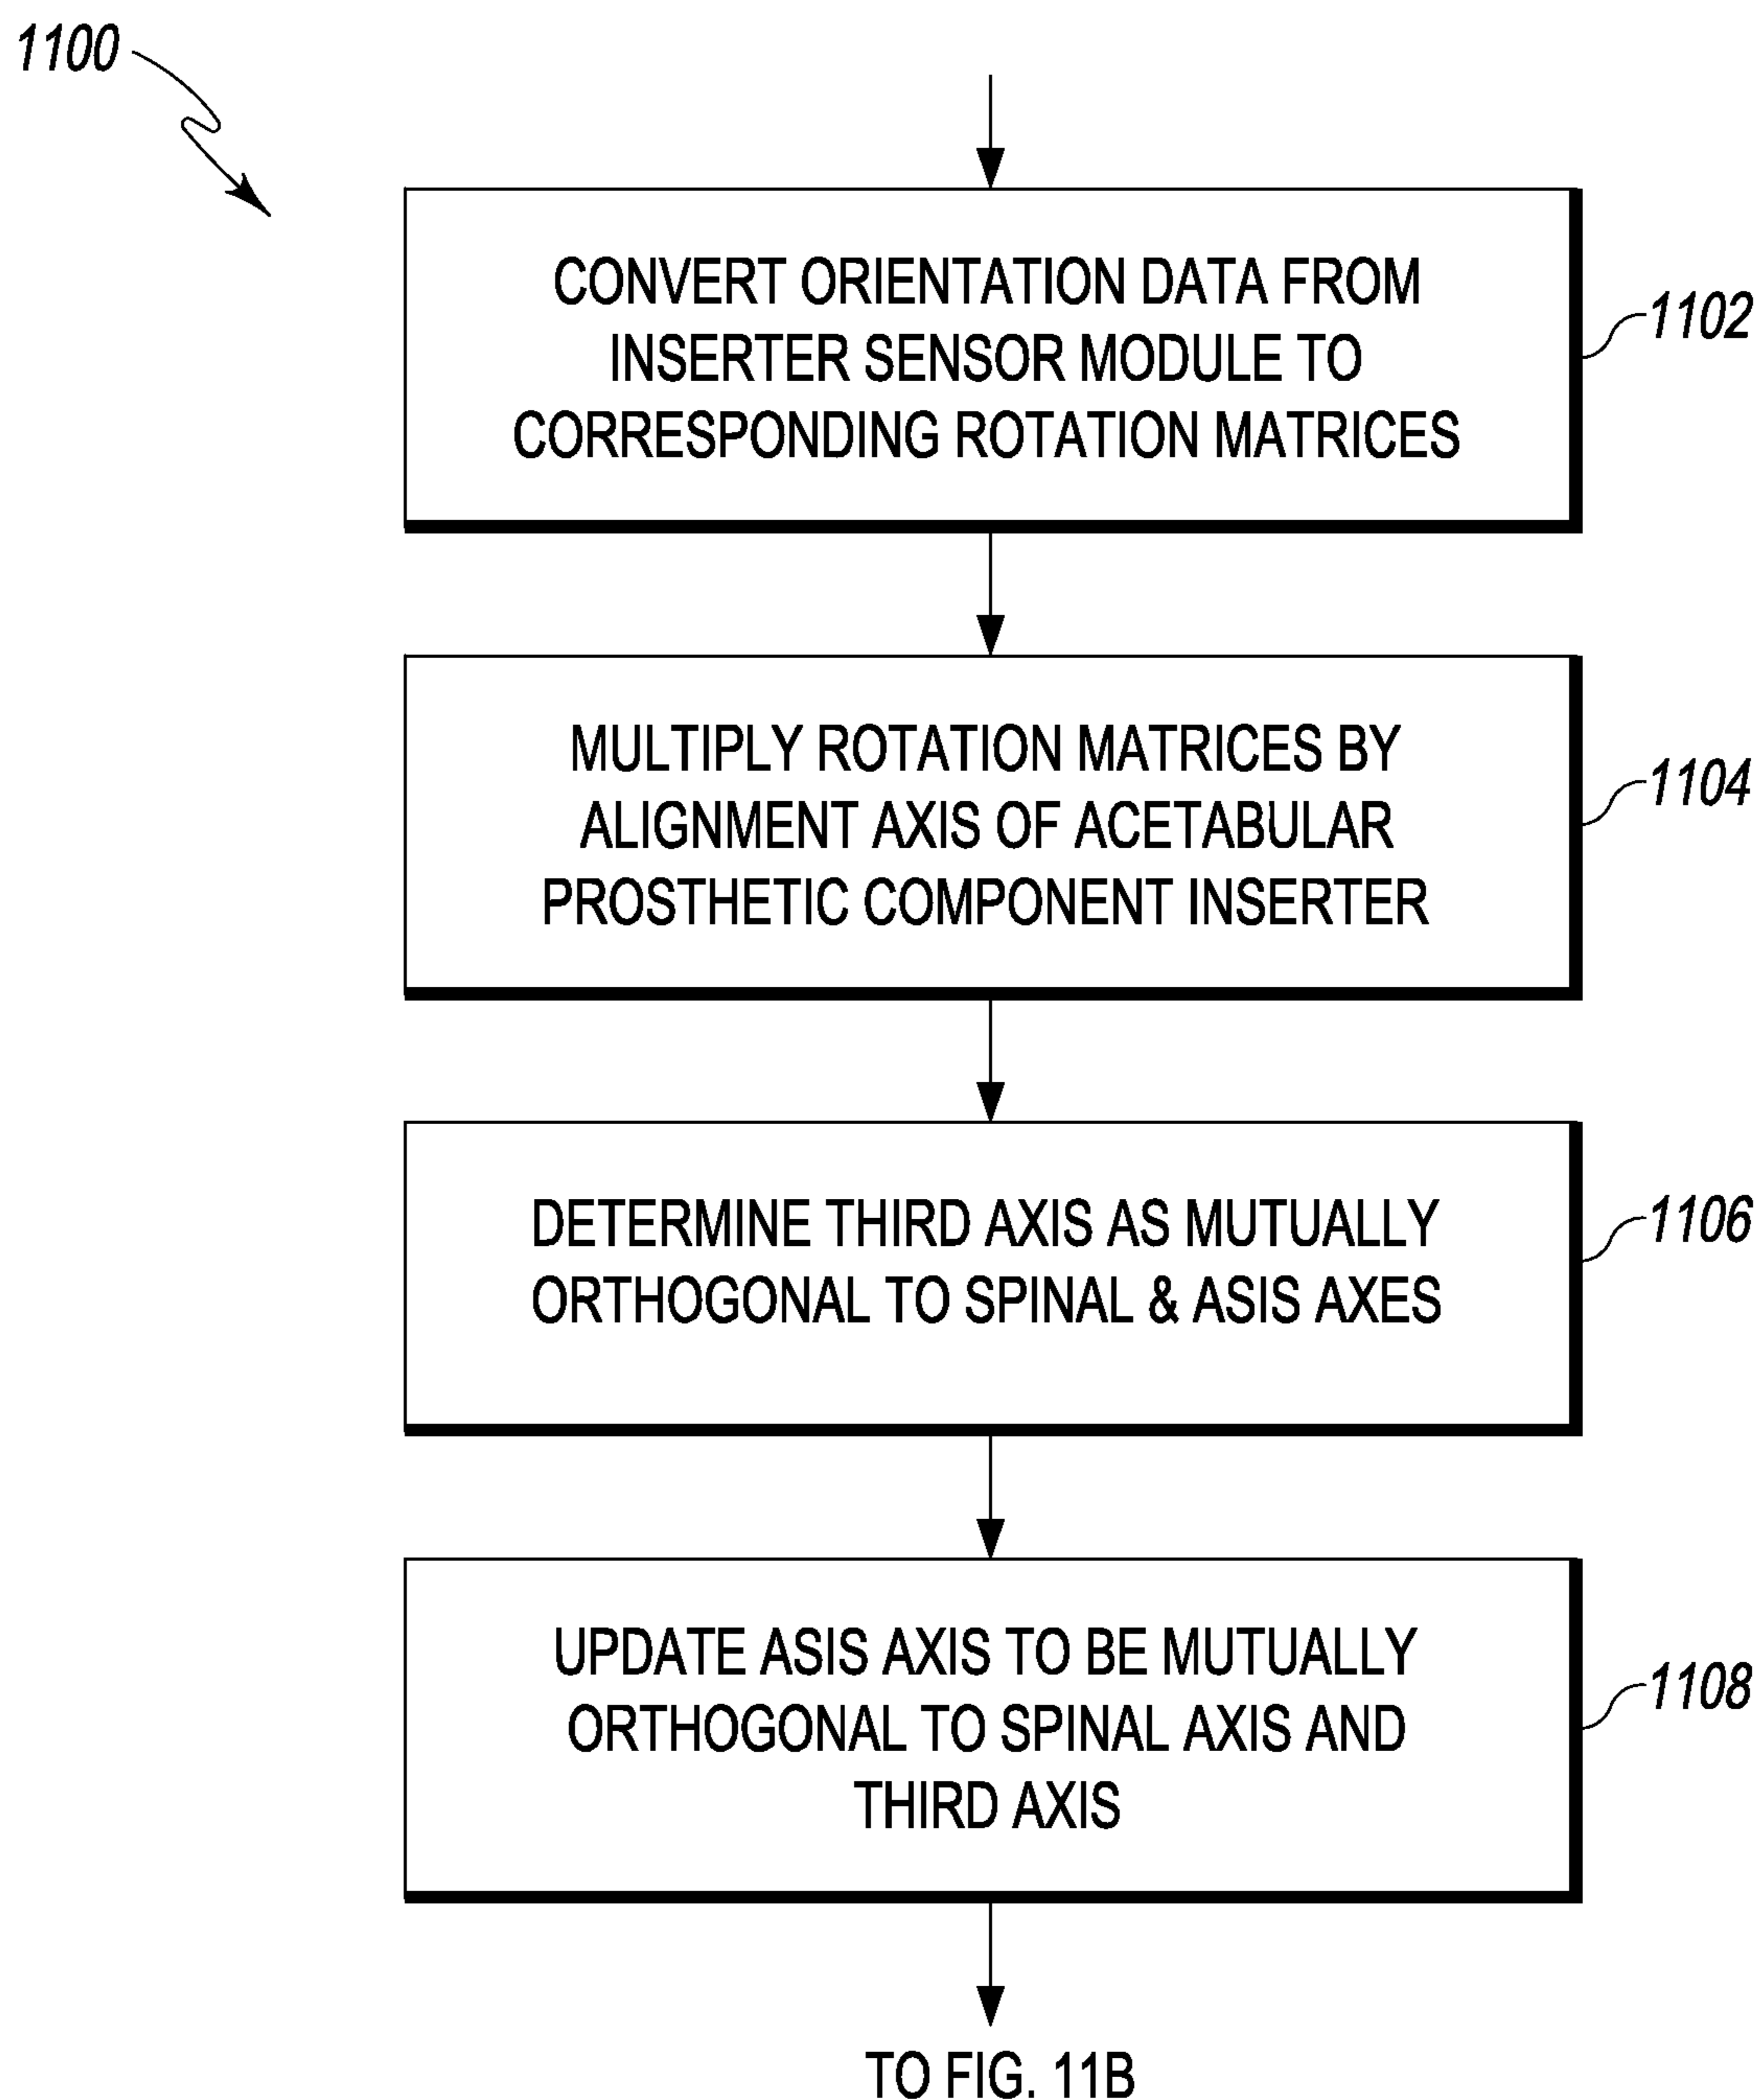 1100
CONVERT ORIENTATION DATA FROM
INSERTER SENSOR MODULE TO
CORRESPONDING ROTATION MATRICES
1102
MULTIPLY ROTATION MATRICES BY
ALIGNMENT AXIS OF ACETABULAR
PROSTHETIC COMPONENT INSERTER
1104
DETERMINE THIRD AXIS AS MUTUALLY
ORTHOGONAL TO SPINAL & ASIS AXES
1106
UPDATE ASIS AXIS TO BE MUTUALLY
ORTHOGONAL TO SPINAL AXIS AND
THIRD AXIS
1108
TO FIG. 11B